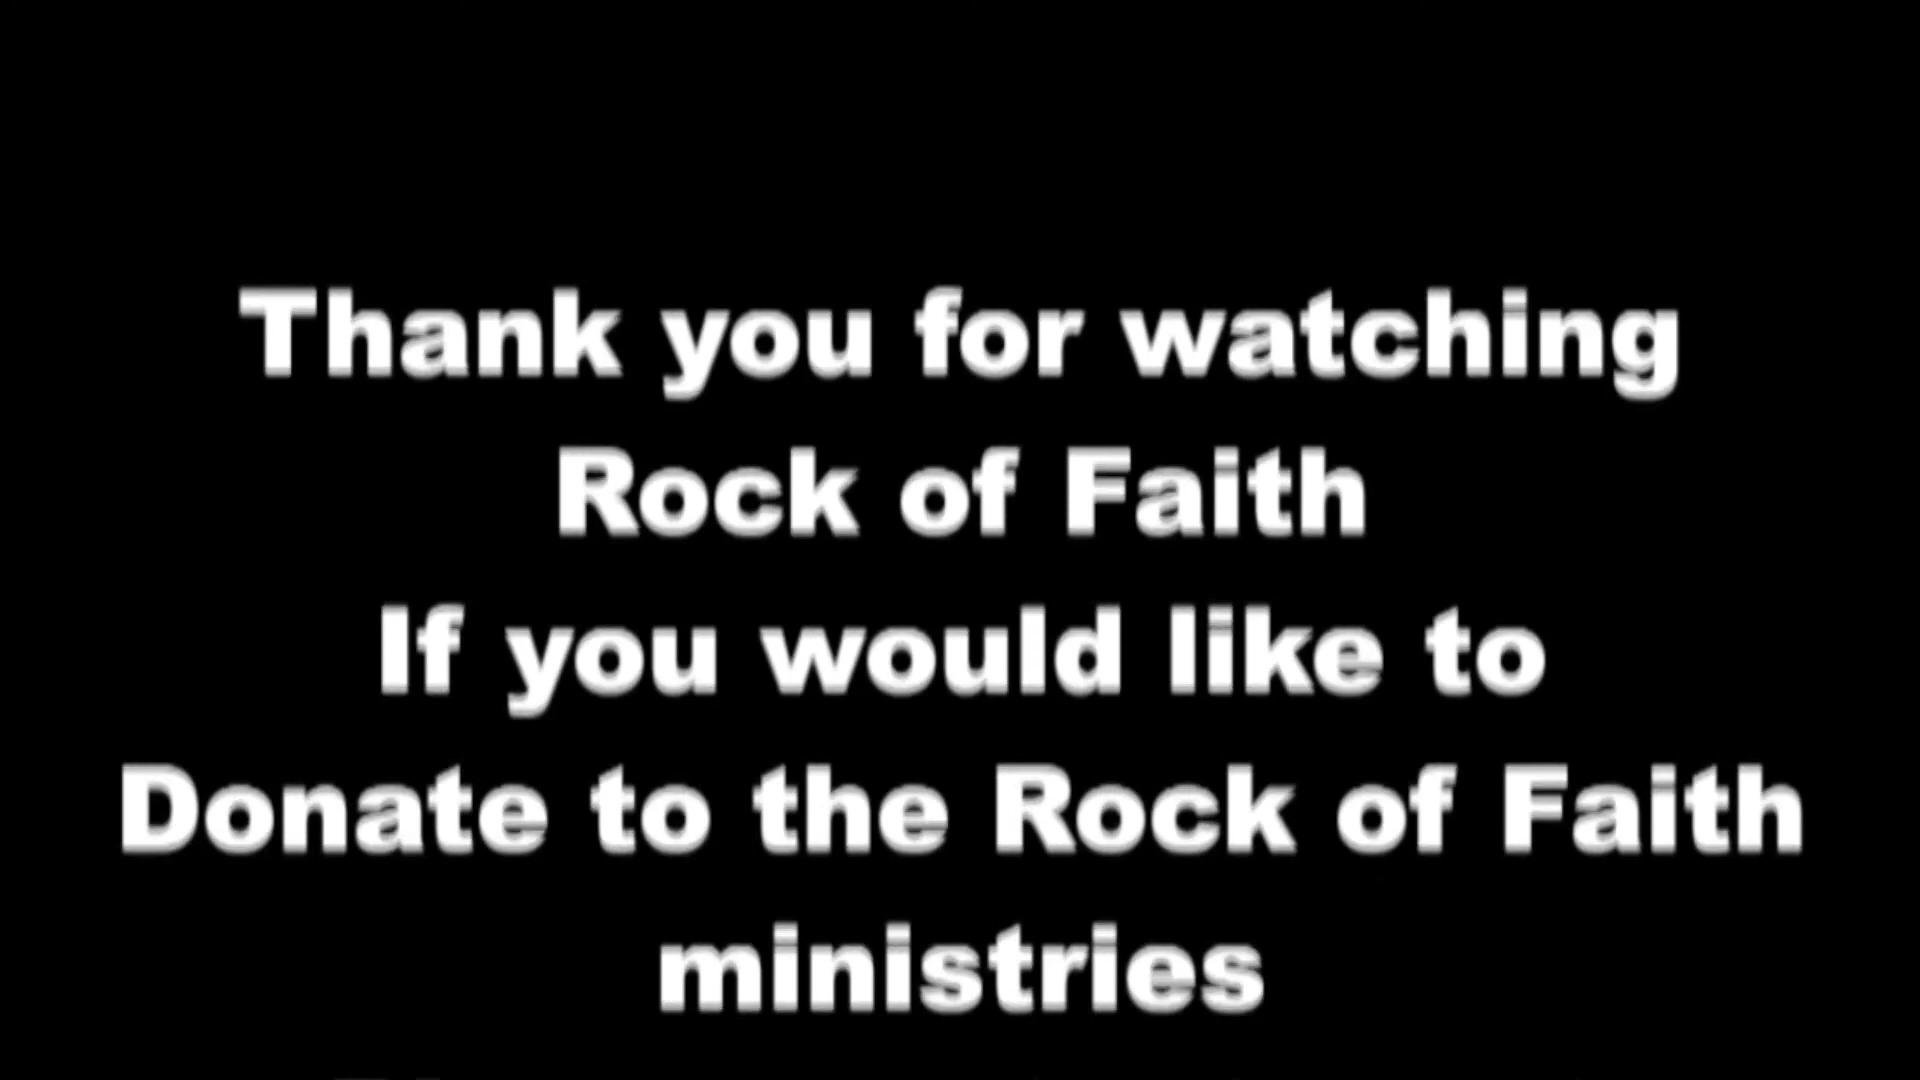 Thank you for watching
Rock of Faith
If you would like to
Donate to the Rock of Faith
ministries